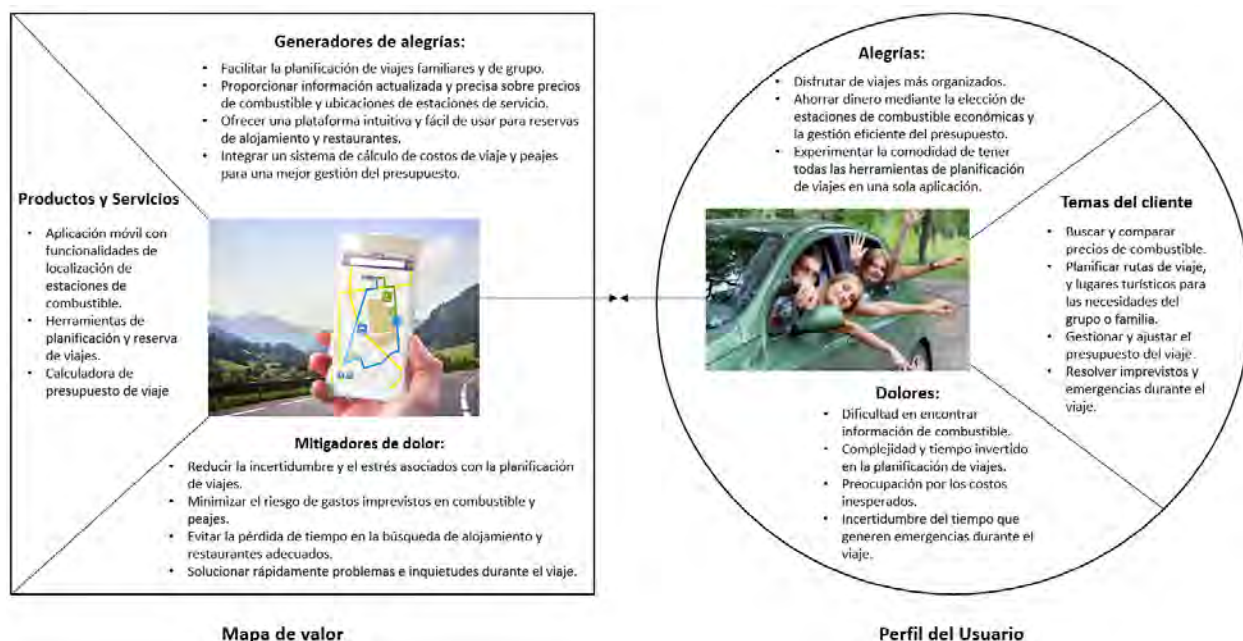 Generadores de alegrías:
• Facilitar la planificación de viajes familiares y de grupo.
• Proporcionar información actualizada y precisa sobre precios
de combustible y ubicaciones de estaciones de servicio.
• Ofrecer una plataforma intuitiva y fácil de usar para reservas
de alojamiento y restaurantes.
• Integrar un sistema de cálculo de costos de viaje y peajes
para una mejor gestión del presupuesto.
Productos y Servicios
• Aplicación móvil con
funcionalidades de
localización de
estaciones de
combustible.
• Herramientas de
planificación y reserva
de viajes.
• Calculadora de
presupuesto de viaje
Mitigadores de dolor:
• Reducir la incertidumbre y el estrés asociados con la planificación
de viajes.
• Minimizar el riesgo de gastos imprevistos en combustible y
peajes.
• Evitar la pérdida de tiempo en la búsqueda de alojamiento y
restaurantes adecuados.
• Solucionar rápidamente problemas e inquietudes durante el viaje.
Mapa de valor
Alegrías:
• Disfrutar de viajes más organizados.
• Ahorrar dinero mediante la elección de
estaciones de combustible económicas y
la gestión eficiente del presupuesto.
• Experimentar la comodidad de tener
todas las herramientas de planificación
de viajes en una sola aplicación.
Temas del cliente
• Buscar y comparar
precios de combustible.
• Planificar rutas de viaje,
y lugares turísticos para
las necesidades del
grupo o familia.
• Gestionar y ajustar el
presupuesto del viaje.
• Resolver imprevistos y
emergencias durante el
viaje.
Dolores:
• Dificultad en encontrar
información de combustible.
• Complejidad y tiempo invertido
en la planificación de viajes.
• Preocupación por los costos
inesperados.
• Incertidumbre del tiempo que
generen emergencias durante el
viaje.
Perfil del Usuario